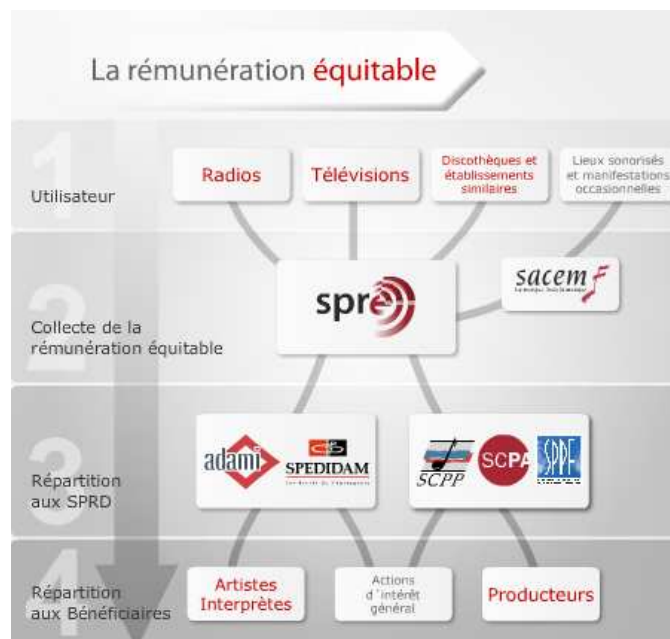 La rémunération équitable
1
Utilisateur
Radios
Télévisions
Discothèques et
établissements
similaires
Lieux sonorisés
et manifestations
occasionnelles
2
Collecte de la
rémunération équitable
spré
sacem
3
Répartition
aux SPRD
adami
SPEDIDAM
SCPP
SCPA
SPPF
4
Répartition
aux Bénéficiaires
Artistes
Interprètes
Actions
d'intérêt
général
Producteurs